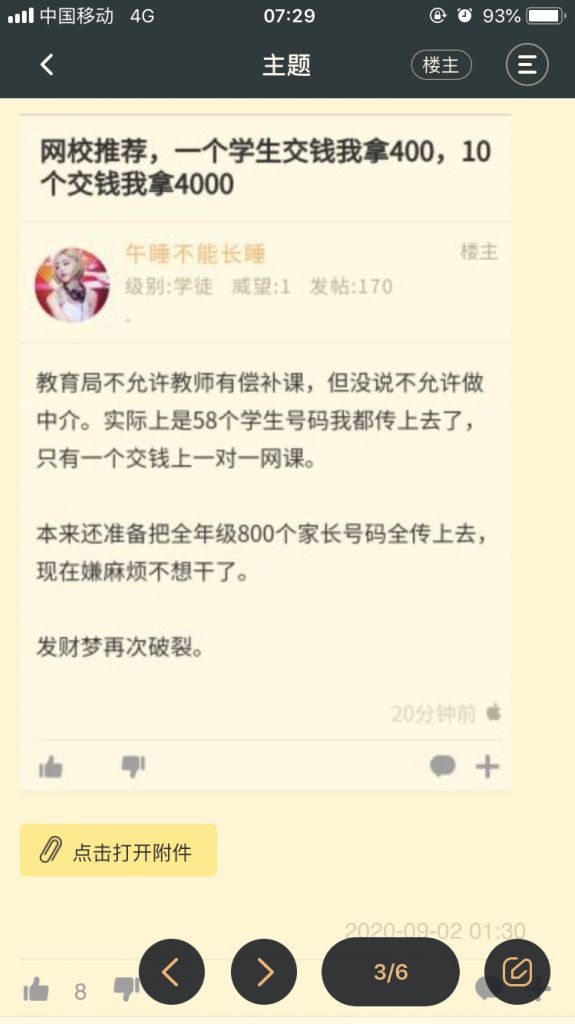 中国移动 4G 07:29 93%
主题 楼主
网校推荐，一个学生交钱我拿400，10
个交钱我拿4000
午睡不能长睡 楼主
级别:学徒 威望:1 发帖:170
-
教育局不允许教师有偿补课，但没说不允许做
中介。实际上是58个学生号码我都传上去了，
只有一个交钱上一对一网课。
本来还准备把全年级800个家长号码全传上去，
现在嫌麻烦不想干了。
发财梦再次破裂。
20分钟前
点击打开附件
2020-09-02 01:30
8
3/6